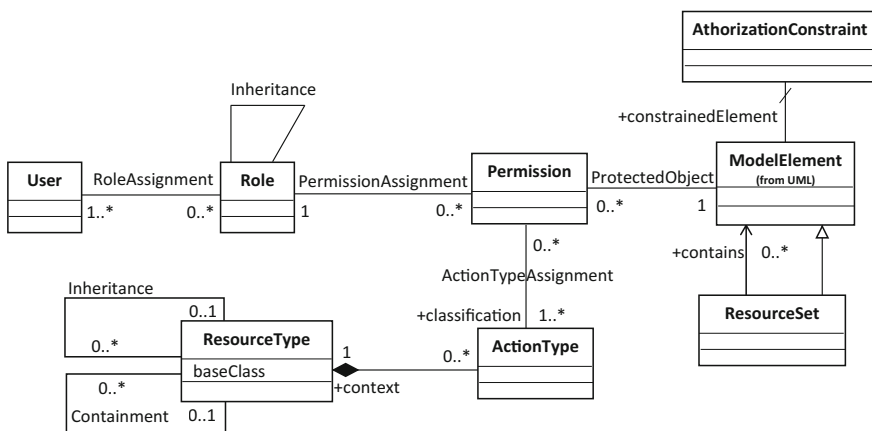 AthorizationConstraint
Inheritance
+constrainedElement
User
RoleAssignment
1..*
0..*
Role
PermissionAssignment
1
0..*
Permission
ProtectedObject
0..*
1
ModelElement
(from UML)
0..*
ActionTypeAssignment
+classification
1..*
+contains
0..*
ResourceSet
Inheritance
0..1
0..*
ResourceType
baseClass
1
+context
0..*
ActionType
0..*
Containment
0..1